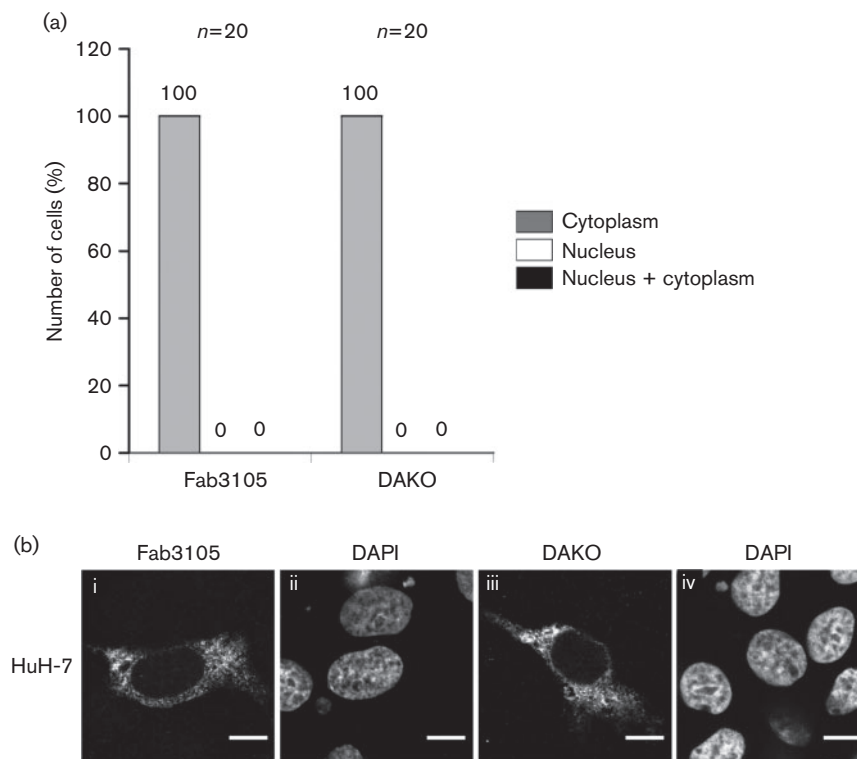 (a)
n=20 n=20
120
100
80
60
40
20
0
Number of cells (%)
100 0 0 100 0 0
Fab3105 DAKO
Cytoplasm
Nucleus
Nucleus + cytoplasm
(b)
Fab3105 DAPI DAKO DAPI
i ii iii iv
HuH-7